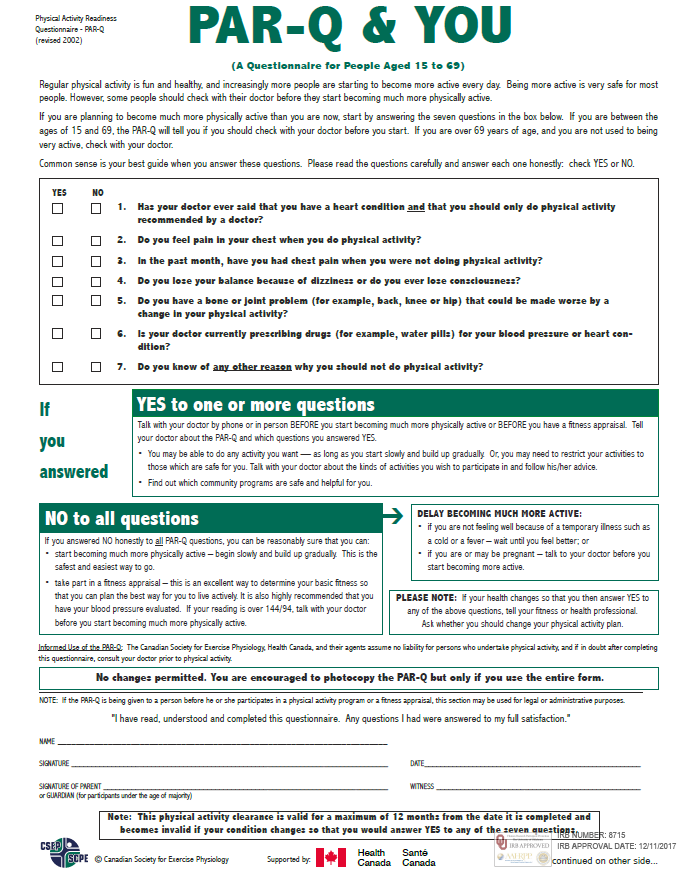 Physical Activity Readiness
Questionnaire - PAR-Q
(revised 2002)
PAR-Q & YOU
(A Questionnaire for People Aged 15 to 69)
Regular physical activity is fun and healthy, and increasingly more people are starting to become more active every day. Being more active is very safe for most
people. However, some people should check with their doctor before they start becoming much more physically active.
If you are planning to become much more physically active than you are now, start by answering the seven questions in the box below. If you are between the
ages of 15 and 69, the PAR-Q will tell you if you should check with your doctor before you start. If you are over 69 years of age, and you are not used to being
very active, check with your doctor.
Common sense is your best guide when you answer these questions. Please read the questions carefully and answer each one honestly: check YES or NO.
YES NO
1. Has your doctor ever said that you have a heart condition and that you should only do physical activity
recommended by a doctor?
2. Do you feel pain in your chest when you do physical activity?
3. In the past month, have you had chest pain when you were not doing physical activity?
4. Do you lose your balance because of dizziness or do you ever lose consciousness?
5. Do you have a bone or joint problem (for example, back, knee or hip) that could be made worse by a
change in your physical activity?
6. Is your doctor currently prescribing drugs (for example, water pills) for your blood pressure or heart con-
dition?
7. Do you know of any other reason why you should not do physical activity?
If
you
answered
YES to one or more questions
Talk with your doctor by phone or in person BEFORE you start becoming much more physically active or BEFORE you have a fitness appraisal. Tell
your doctor about the PAR-Q and which questions you answered YES.
• You may be able to do any activity you want — as long as you start slowly and build up gradually. Or, you may need to restrict your activities to
those which are safe for you. Talk with your doctor about the kinds of activities you wish to participate in and follow his/her advice.
• Find out which community programs are safe and helpful for you.
NO to all questions
If you answered NO honestly to all PAR-Q questions, you can be reasonably sure that you can:
• start becoming much more physically active – begin slowly and build up gradually. This is the
safest and easiest way to go.
• take part in a fitness appraisal – this is an excellent way to determine your basic fitness so
that you can plan the best way for you to live actively. It is also highly recommended that you
have your blood pressure evaluated. If your reading is over 144/94, talk with your doctor
before you start becoming much more physically active.
DELAY BECOMING MUCH MORE ACTIVE:
• if you are not feeling well because of a temporary illness such as
a cold or a fever – wait until you feel better; or
• if you are or may be pregnant – talk to your doctor before you
start becoming more active.
PLEASE NOTE: If your health changes so that you then answer YES to
any of the above questions, tell your fitness or health professional.
Ask whether you should change your physical activity plan.
Informed Use of the PAR-Q: The Canadian Society for Exercise Physiology, Health Canada, and their agents assume no liability for persons who undertake physical activity, and if in doubt after completing
this questionnaire, consult your doctor prior to physical activity.
No changes permitted. You are encouraged to photocopy the PAR-Q but only if you use the entire form.
NOTE: If the PAR-Q is being given to a person before he or she participates in a physical activity program or a fitness appraisal, this section may be used for legal or administrative purposes.
"I have read, understood and completed this questionnaire. Any questions I had were answered to my full satisfaction."
NAME
SIGNATURE DATE
SIGNATURE OF PARENT WITNESS
or GUARDIAN (for participants under the age of majority)
Note: This physical activity clearance is valid for a maximum of 12 months from the date it is completed and
becomes invalid if your condition changes so that you would answer YES to any of the seven questions.
CSEP SCPE
© Canadian Society for Exercise Physiology
Supported by:
Health Canada
Santé Canada
IRB APPROVED
IRB NUMBER: 8715
IRB APPROVAL DATE: 12/11/2017
continued on other side...